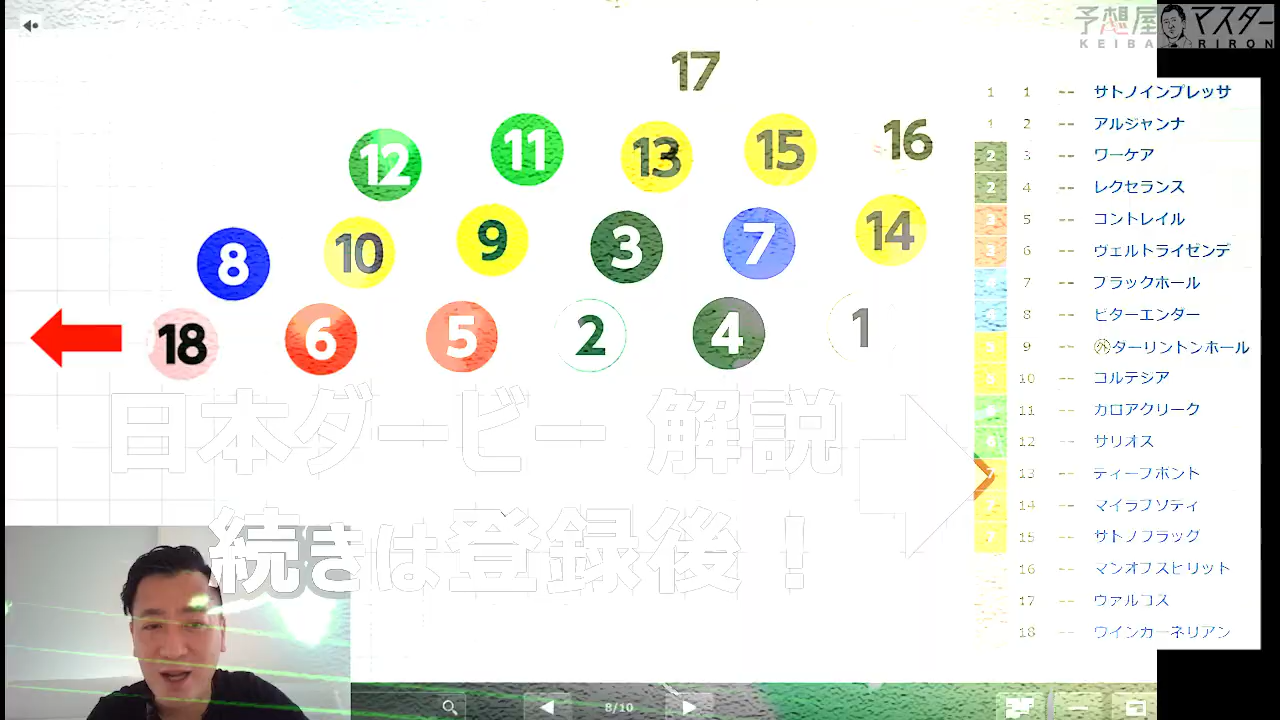 予想屋 マスター
KEIBA RIRON
17
12 11 13 15 16
8 10 9 3 7 14
18 6 5 2 4 1
日本ダービー 解説
続きは登録後！
1 1 -- サトノインプレッサ
1 2 -- アルジャンナ
2 3 -- ワーケア
2 4 -- レクセランス
3 5 -- コントレイル
3 6 -- ヴェルトライゼンデ
7 -- ブラックホール
8 -- ビターエンダー
5 9 -- 外ターリントンホール
10 -- コルテジア
11 -- ガロアクリーク
6 12 -- サリオス
7 13 -- ディープボンド
7 14 -- マイラプソディ
7 15 -- サトノフラッグ
16 -- マンオブスピリット
17 -- ヴァルコス
18 -- ウインカーネリアン
8/10